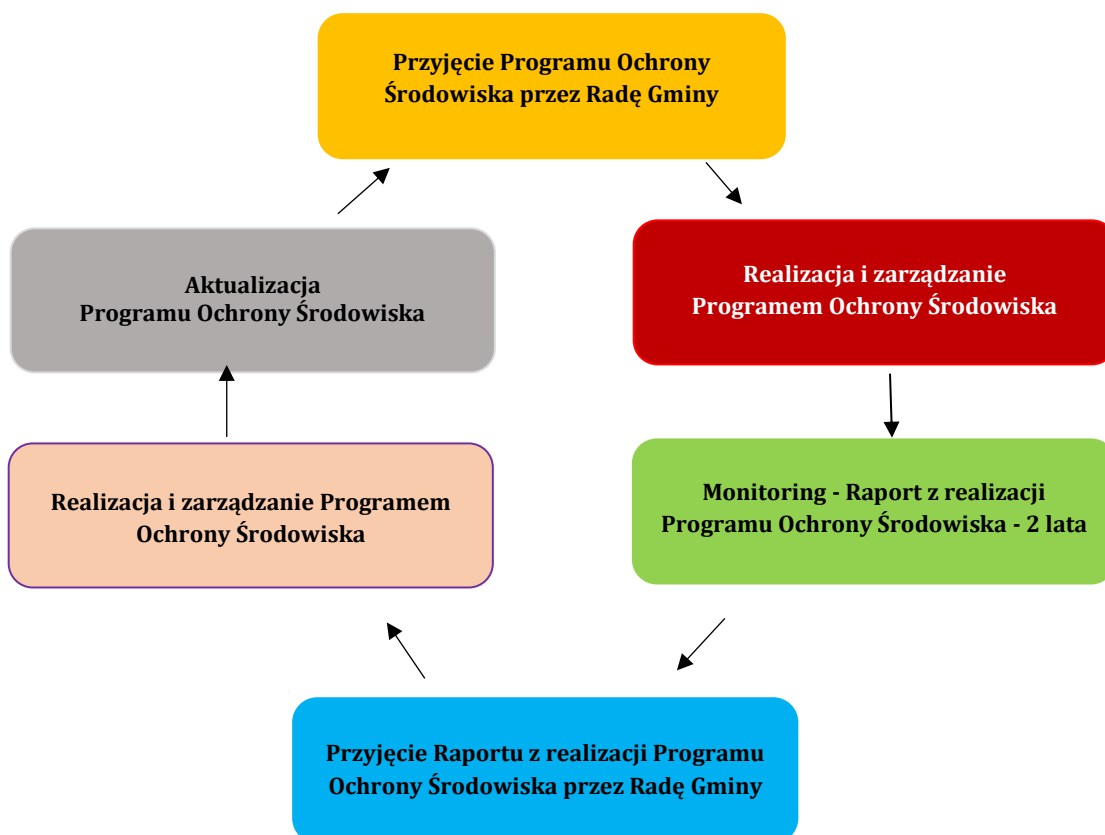 Przyjęcie Programu Ochrony
Środowiska przez Radę Gminy
Aktualizacja
Programu Ochrony Środowiska
Realizacja i zarządzanie
Programem Ochrony Środowiska
Realizacja i zarządzanie Programem
Ochrony Środowiska
Monitoring - Raport z realizacji
Programu Ochrony Środowiska - 2 lata
Przyjęcie Raportu z realizacji Programu
Ochrony Środowiska przez Radę Gminy